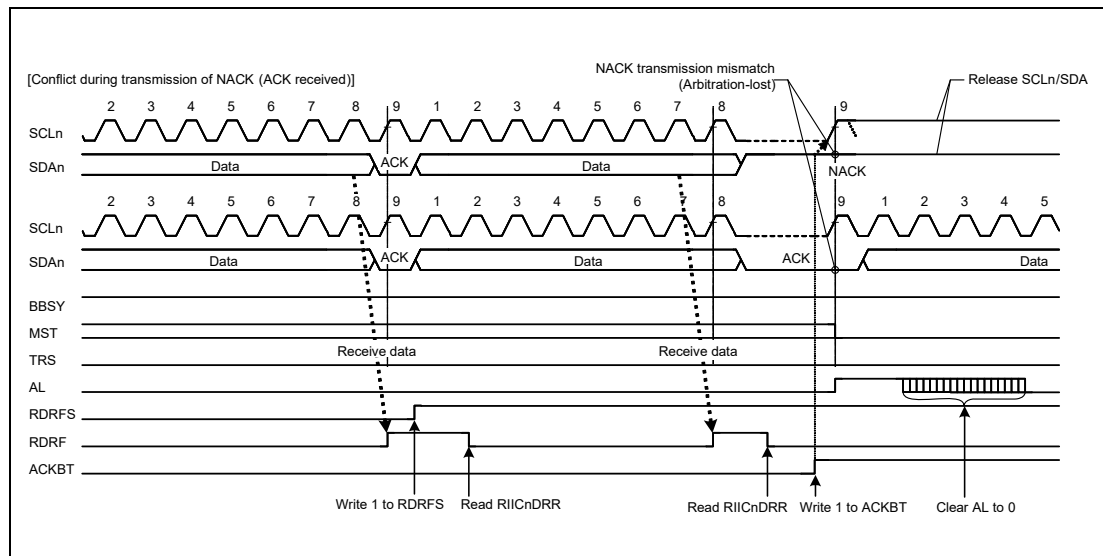 [Conflict during transmission of NACK (ACK received)]
NACK transmission mismatch
(Arbitration-lost)
Release SCLn/SDA
2 3 4 5 6 7 8 9 1 2 3 4 5 6 7 8 9
SCLn
SDAn
Data
ACK
Data
NACK
2 3 4 5 6 7 8 9 1 2 3 4 5 6 7 8 9 1 2 3 4 5
SCLn
SDAn
Data
ACK
Data
ACK
Data
BBSY
MST
TRS
Receive data
Receive data
AL
RDRFS
RDRF
ACKBT
Write 1 to RDRFS
Read RIICnDRR
Read RIICnDRR
Write 1 to ACKBT
Clear AL to 0